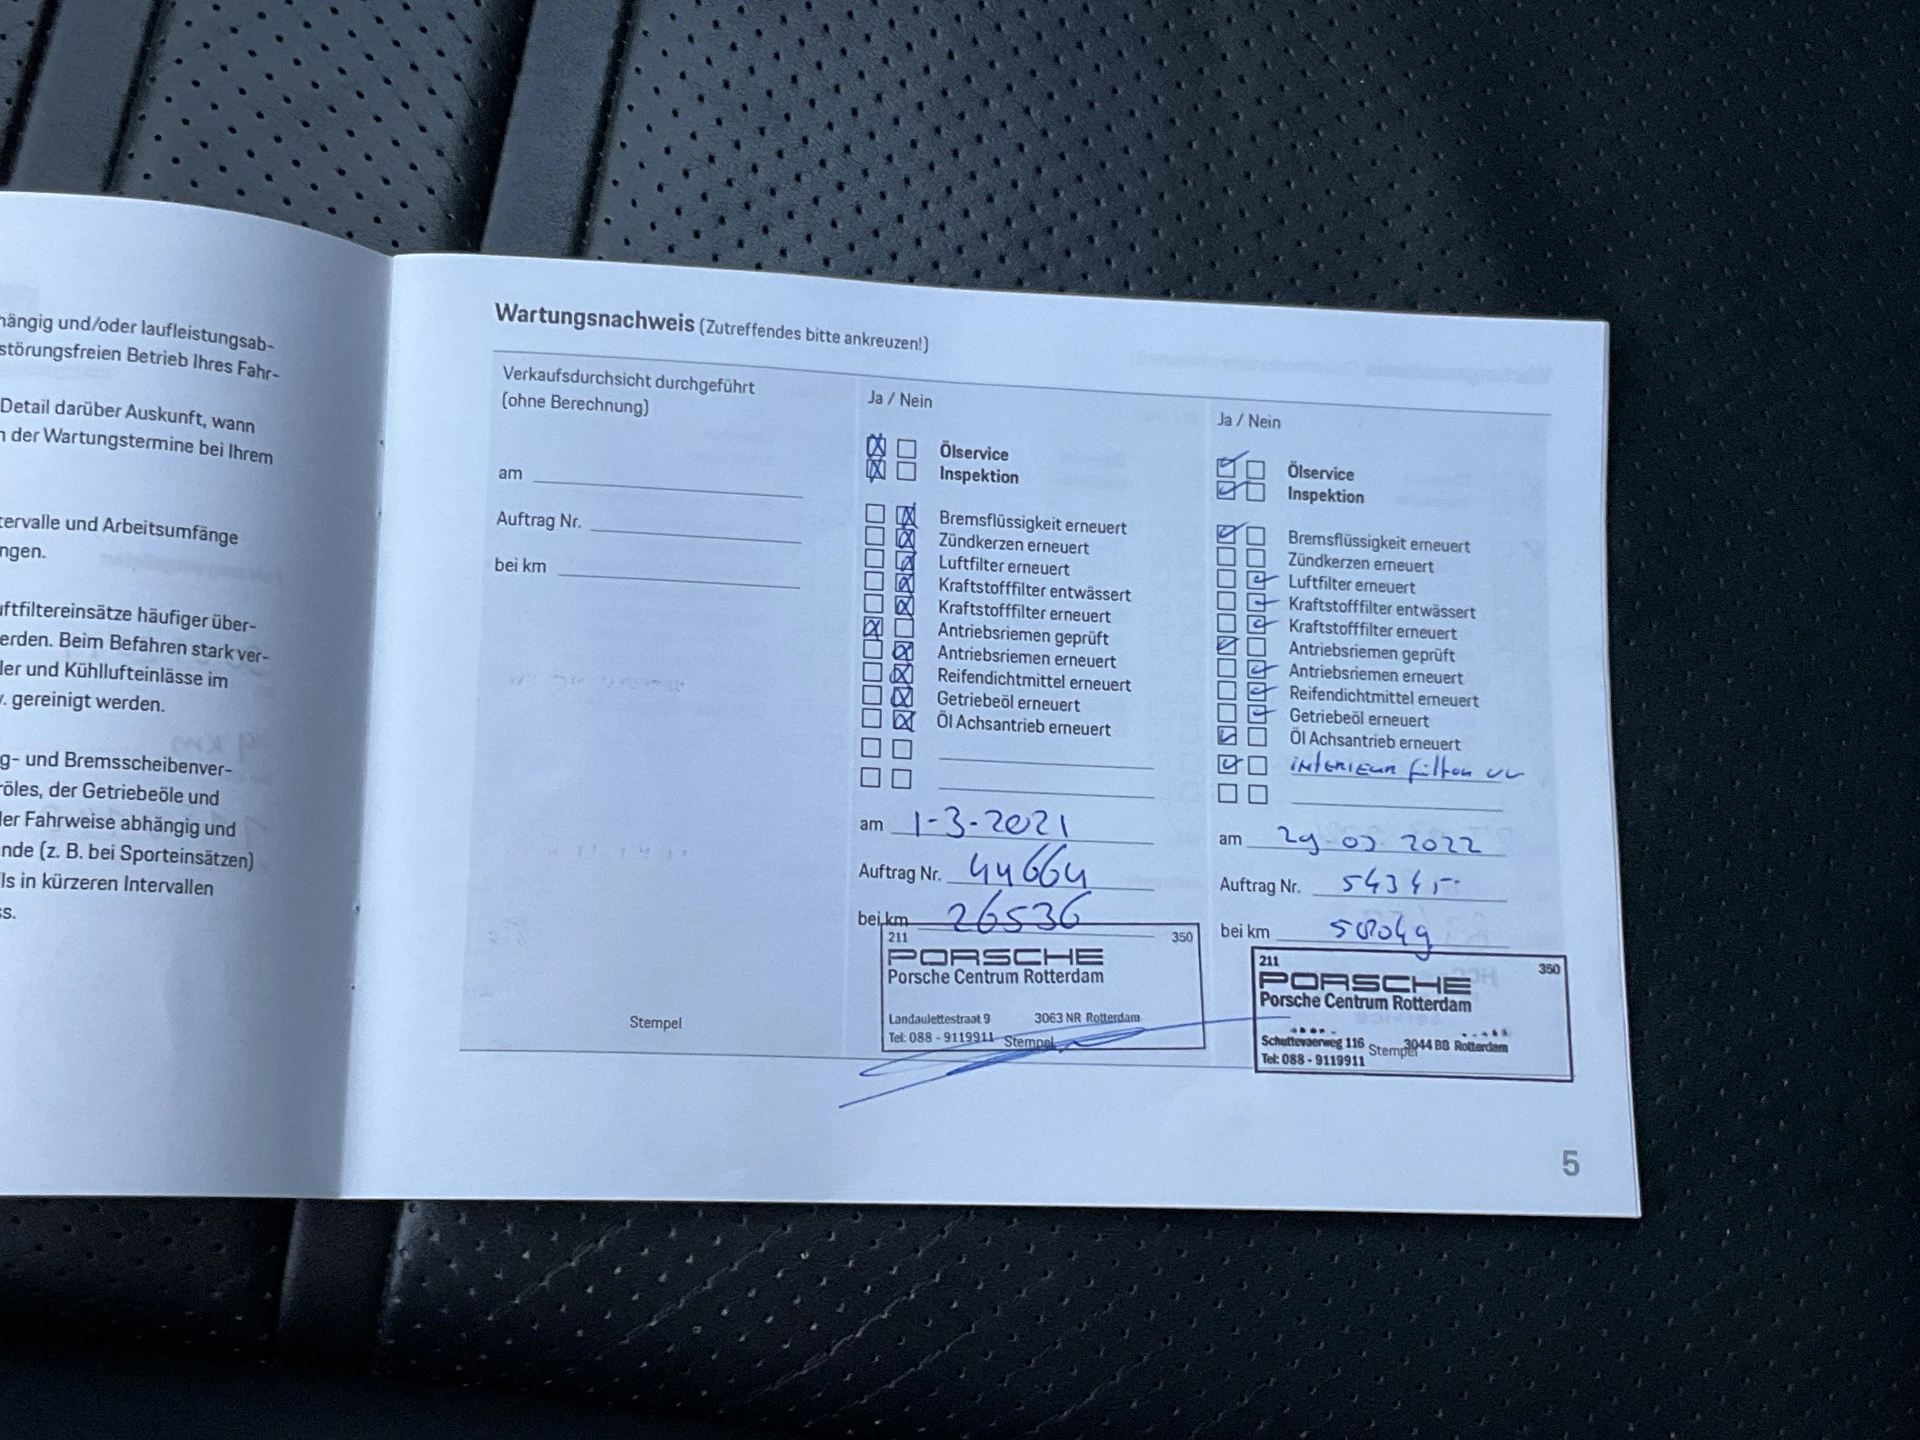 hängig und/oder laufleistungsab-
störungsfreien Betrieb Ihres Fahr-
Detail darüber Auskunft, wann
der Wartungstermine bei Ihrem
tervalle und Arbeitsumfänge
ngen.
uftfiltereinsätze häufiger über-
erden. Beim Befahren stark ver-
ler und Kühllufteinlässe im
. gereinigt werden.
g- und Bremsscheibenver-
röles, der Getriebeöle und
der Fahrweise abhängig und
nde (z. B. bei Sporteinsätzen)
ls in kürzeren Intervallen
s.
Wartungsnachweis (Zutreffendes bitte ankreuzen!)
Verkaufsdurchsicht durchgeführt
(ohne Berechnung)
am
Auftrag Nr.
bei km
Stempel
Ja / Nein
Ölservice
Inspektion
Bremsflüssigkeit erneuert
Zündkerzen erneuert
Luftfilter erneuert
Kraftstofffilter entwässert
Kraftstofffilter erneuert
Antriebsriemen geprüft
Antriebsriemen erneuert
Reifendichtmittel erneuert
Getriebeöl erneuert
Öl Achsantrieb erneuert
am 1-3-2021
Auftrag Nr. 44664
bei km 26536
211 350
PORSCHE
Porsche Centrum Rotterdam
Landaulettestraat 9 3063 NR Rotterdam
Tel: 088 - 9119911 Stempel
Ja / Nein
Ölservice
Inspektion
Bremsflüssigkeit erneuert
Zündkerzen erneuert
Luftfilter erneuert
Kraftstofffilter entwässert
Kraftstofffilter erneuert
Antriebsriemen geprüft
Antriebsriemen erneuert
Reifendichtmittel erneuert
Getriebeöl erneuert
Öl Achsantrieb erneuert
interieur
am 2022
Auftrag Nr. 54345
bei km
211 350
PORSCHE
Porsche Centrum Rotterdam
Schuttevaerweg 116 Stempel 3044 BB Rotterdam
Tel: 088 - 9119911
5